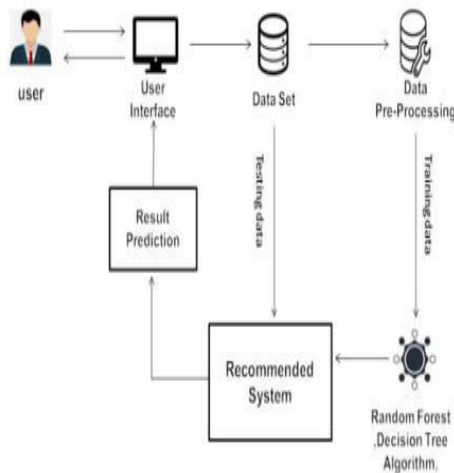 user
User
Interface
Data Set
Data
Pre-Processing
Testing data
Training data
Result
Prediction
Recommended
System
Random Forest
,Decision Tree
Algorithm,